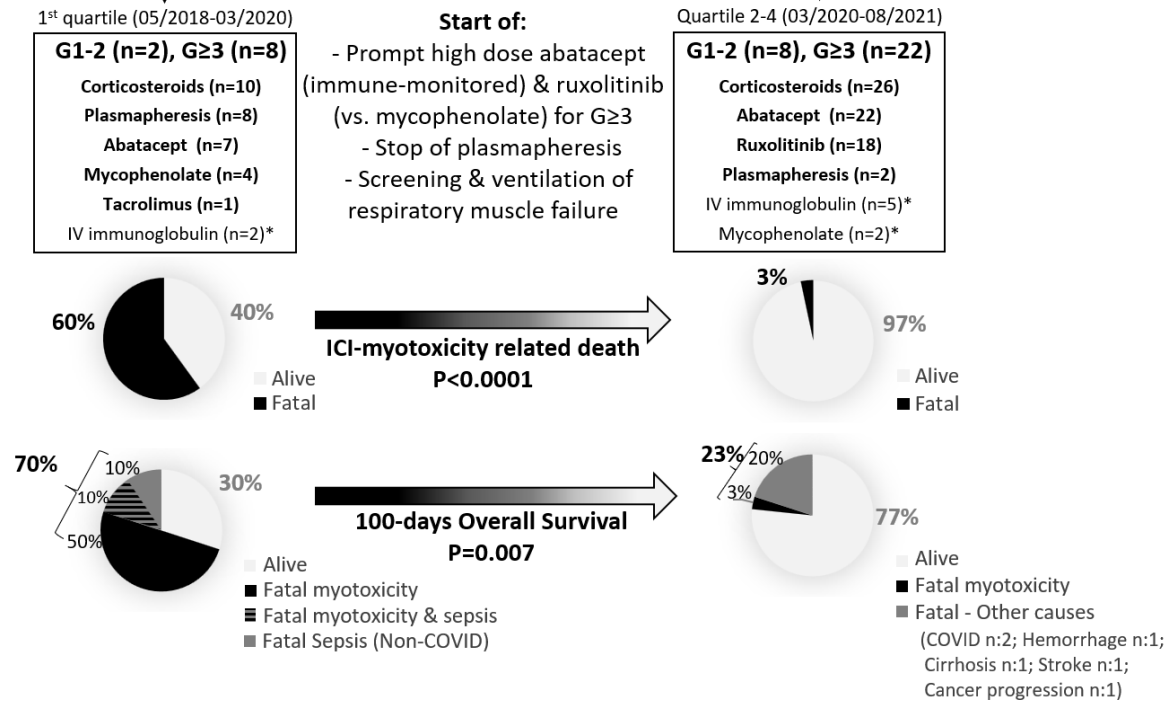 1st quartile (05/2018-03/2020)
G1-2 (n=2), G≥3 (n=8)
Corticosteroids (n=10)
Plasmapheresis (n=8)
Abatacept (n=7)
Mycophenolate (n=4)
Tacrolimus (n=1)
IV immunoglobulin (n=2)*
Start of:
- Prompt high dose abatacept
(immune-monitored) & ruxolitinib
(vs. mycophenolate) for G≥3
- Stop of plasmapheresis
- Screening & ventilation of
respiratory muscle failure
Quartile 2-4 (03/2020-08/2021)
G1-2 (n=8), G≥3 (n=22)
Corticosteroids (n=26)
Abatacept (n=22)
Ruxolitinib (n=18)
Plasmapheresis (n=2)
IV immunoglobulin (n=5)*
Mycophenolate (n=2)*
60%
40%
Alive
Fatal
ICI-myotoxicity related death
P<0.0001
3%
97%
Alive
Fatal
70%
10%
10%
50%
30%
Alive
Fatal myotoxicity
Fatal myotoxicity & sepsis
Fatal Sepsis (Non-COVID)
100-days Overall Survival
P=0.007
23%
20%
3%
77%
Alive
Fatal myotoxicity
Fatal - Other causes
(COVID n:2; Hemorrhage n:1;
Cirrhosis n:1; Stroke n:1;
Cancer progression n:1)